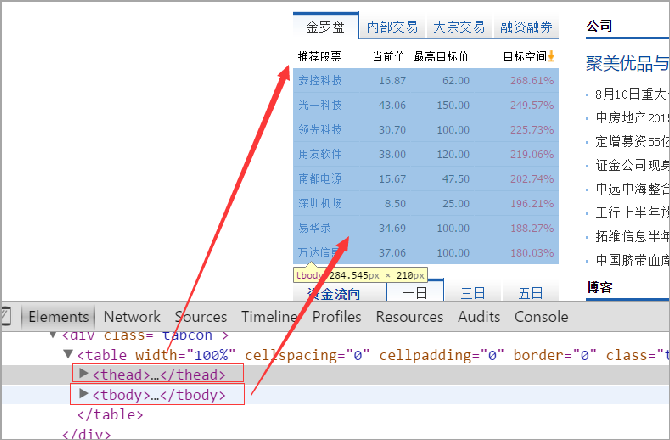 金罗盘 内部交易 大宗交易 融资融券
推荐股票 当前价 最高目标价 目标空间
安控科技 16.87 62.00 268.61%
光一科技 43.06 150.00 249.57%
领先科技 30.70 100.00 225.73%
用友软件 38.00 120.00 219.06%
南都电源 15.67 47.50 202.74%
深圳机场 8.50 25.00 196.21%
易华录 34.69 100.00 188.27%
万达信息 37.06 100.00 180.03%
tbody 284.545px × 210px
资金流向 一日 三日 五日
公司
聚美优品与
8月10日重大
中房地产201
定增募资55亿
证金公司现身
中远中海整合
工行上半年放
拓维信息半年
中国脐带血库
博客
Elements Network Sources Timeline Profiles Resources Audits Console
<div class="tabcon">
▼<table width="100%" cellspacing="0" cellpadding="0" border="0" class="t
▶<thead>…</thead>
▶<tbody>…</tbody>
</table>
</div>